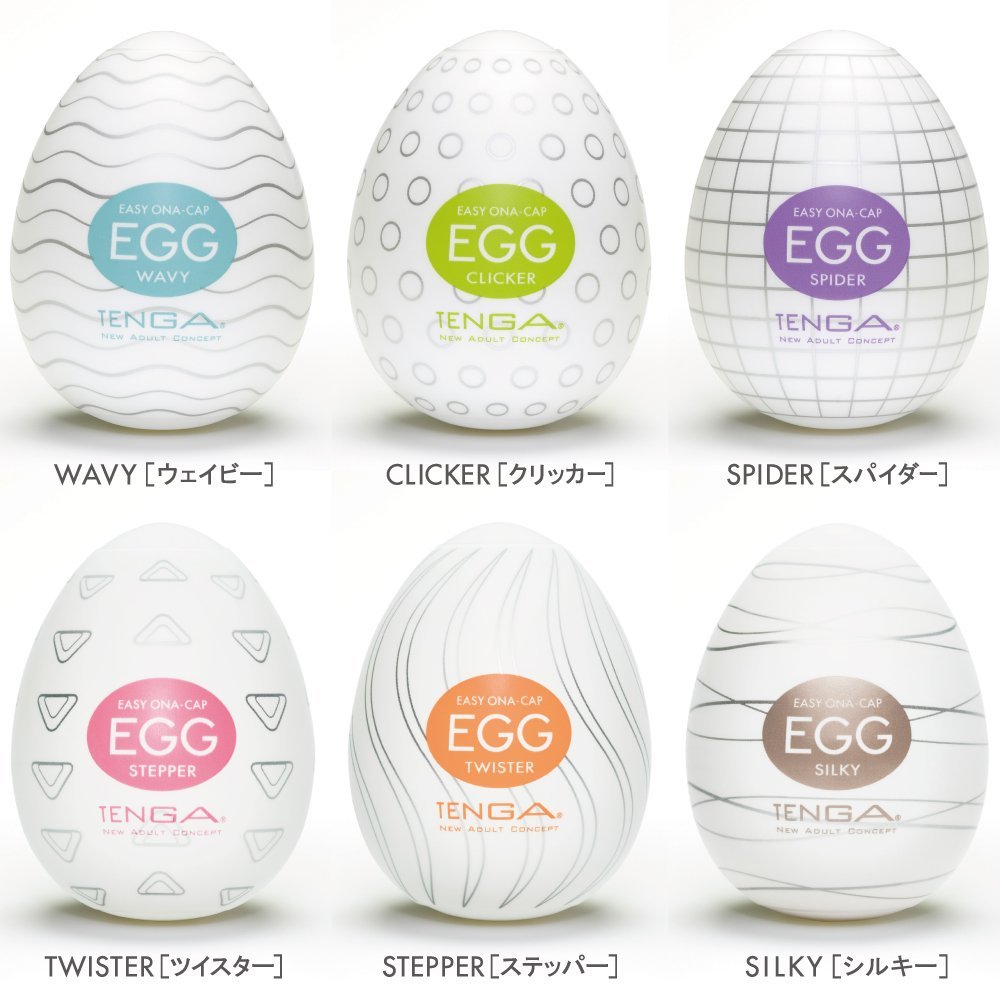 EASY ONA-CAP
EGG
WAVY
TENGA®
NEW ADULT CONCEPT
WAVY[ウェイビー]
EASY ONA-CAP
EGG
CLICKER
TENGA®
NEW ADULT CONCEPT
CLICKER[クリッカー]
EASY ONA-CAP
EGG
SPIDER
TENGA®
NEW ADULT CONCEPT
SPIDER[スパイダー]
EASY ONA-CAP
EGG
STEPPER
TENGA®
NEW ADULT CONCEPT
TWISTER[ツイスター]
EASY ONA-CAP
EGG
TWISTER
TENGA®
NEW ADULT CONCEPT
STEPPER[ステッパー]
EASY ONA-CAP
EGG
SILKY
TENGA®
NEW ADULT CONCEPT
SILKY[シルキー]